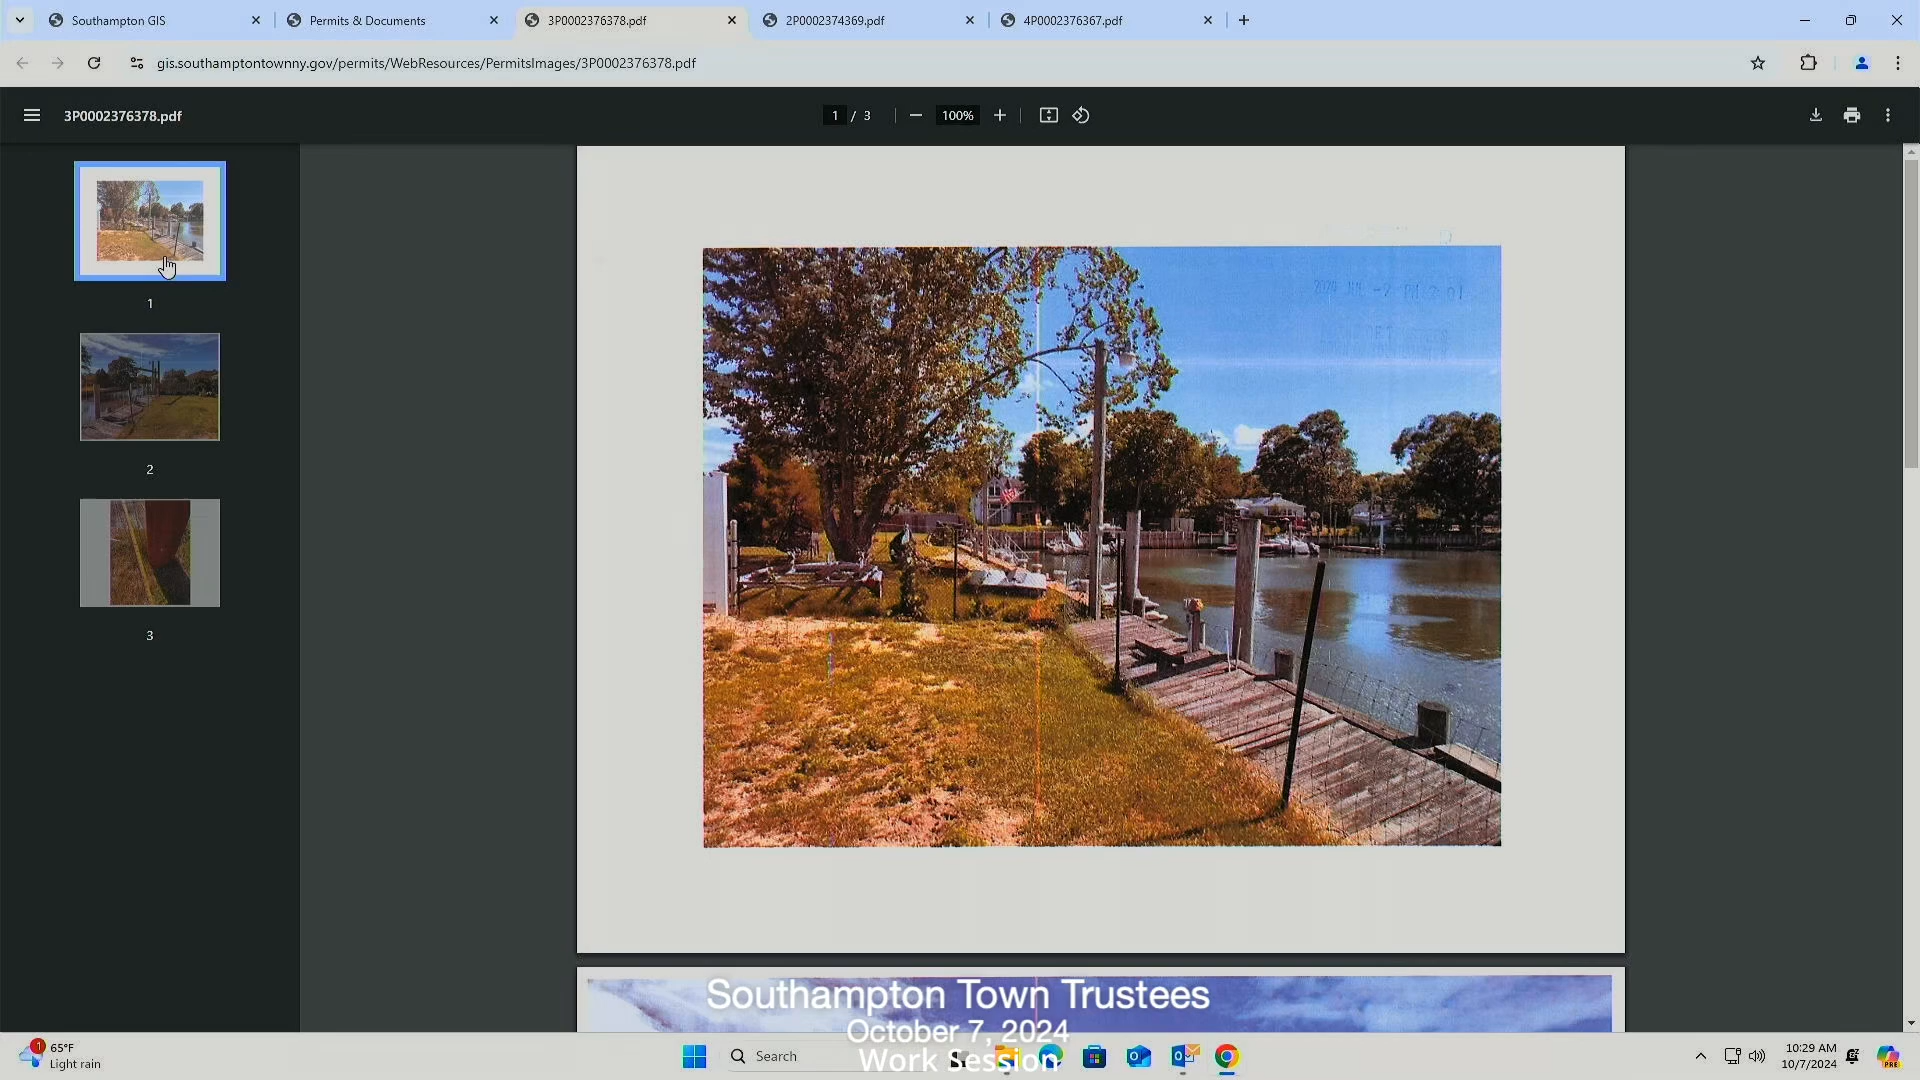 Southampton GIS
Permits & Documents
3P0002376378.pdf
2P0002374369.pdf
4P0002376367.pdf
gis.southamptontownny.gov/permits/WebResources/PermitsImages/3P0002376378.pdf
3P0002376378.pdf
1 / 3
100%
1
2
3
Southampton Town Trustees
October 7, 2024
Work Session
1
65°F
Light rain
Search
10:29 AM
10/7/2024
PRE